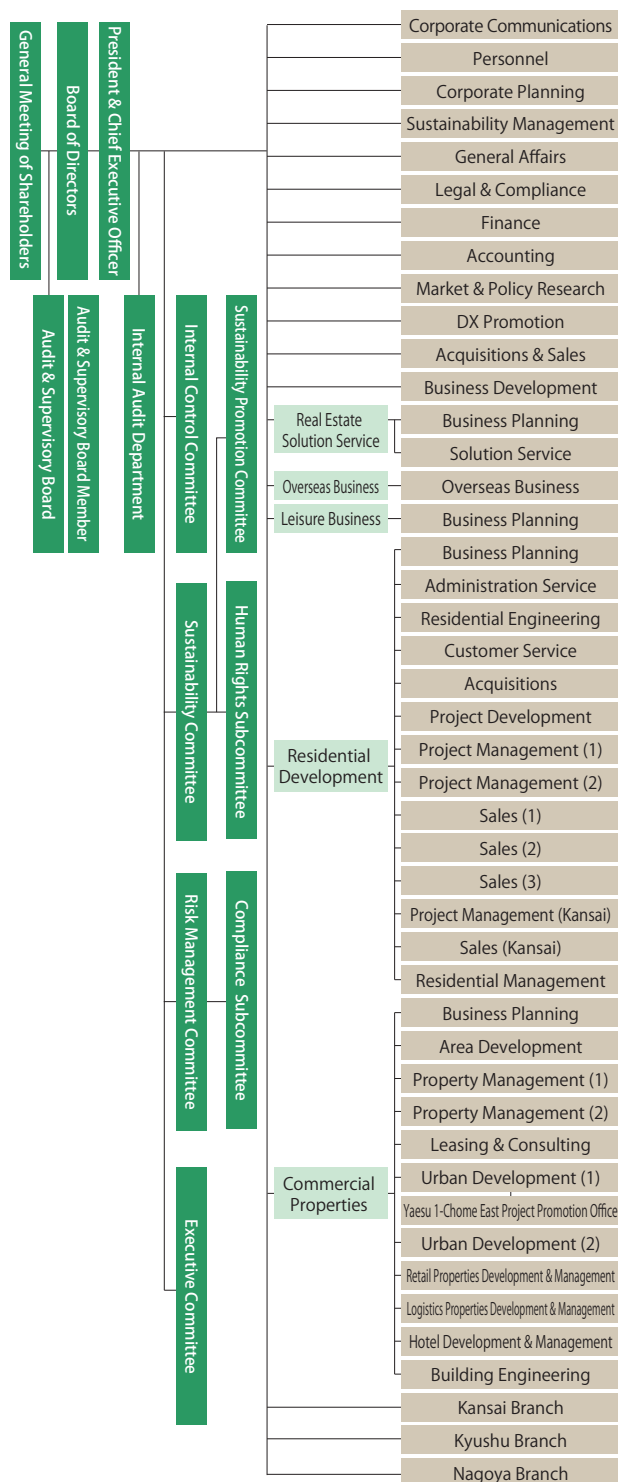 General Meeting of Shareholders
Board of Directors
President & Chief Executive Officer
Audit & Supervisory Board
Audit & Supervisory Board Member
Internal Audit Department
Internal Control Committee
Sustainability Promotion Committee
Sustainability Committee
Human Rights Subcommittee
Risk Management Committee
Compliance Subcommittee
Executive Committee
Corporate Communications
Personnel
Corporate Planning
Sustainability Management
General Affairs
Legal & Compliance
Finance
Accounting
Market & Policy Research
DX Promotion
Acquisitions & Sales
Business Development
Real Estate
Solution Service
Business Planning
Solution Service
Overseas Business
Overseas Business
Leisure Business
Business Planning
Residential
Development
Business Planning
Administration Service
Residential Engineering
Customer Service
Acquisitions
Project Development
Project Management (1)
Project Management (2)
Sales (1)
Sales (2)
Sales (3)
Project Management (Kansai)
Sales (Kansai)
Residential Management
Commercial
Properties
Business Planning
Area Development
Property Management (1)
Property Management (2)
Leasing & Consulting
Urban Development (1)
Yaesu 1-Chome East Project Promotion Office
Urban Development (2)
Retail Properties Development & Management
Logistics Properties Development & Management
Hotel Development & Management
Building Engineering
Kansai Branch
Kyushu Branch
Nagoya Branch